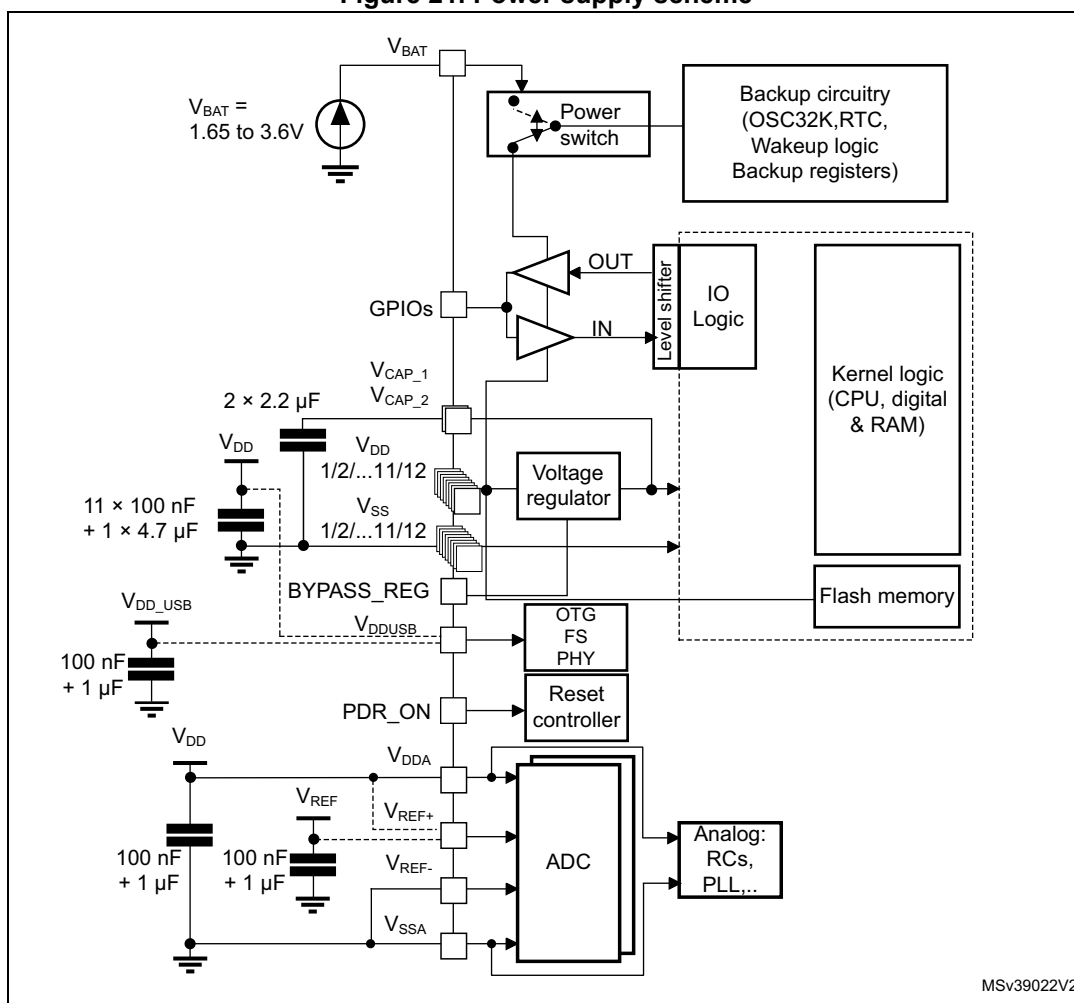 Figure 21. Power supply scheme
VBAT
VBAT =
1.65 to 3.6V
Power
switch
Backup circuitry
(OSC32K,RTC,
Wakeup logic
Backup registers)
OUT
GPIOs
IN
Level shifter
IO
Logic
Kernel logic
(CPU, digital
& RAM)
VCAP_1
VCAP_2
2 × 2.2 µF
VDD
VDD
1/2/...11/12
Voltage
regulator
11 × 100 nF
+ 1 × 4.7 µF
VSS
1/2/...11/12
BYPASS_REG
Flash memory
VDD_USB
VDDUSB
OTG
FS
PHY
100 nF
+ 1 µF
PDR_ON
Reset
controller
VDD
VDDA
VREF
VREF+
100 nF
+ 1 µF
100 nF
+ 1 µF
VREF-
ADC
Analog:
RCs,
PLL,..
VSSA
MSv39022V2